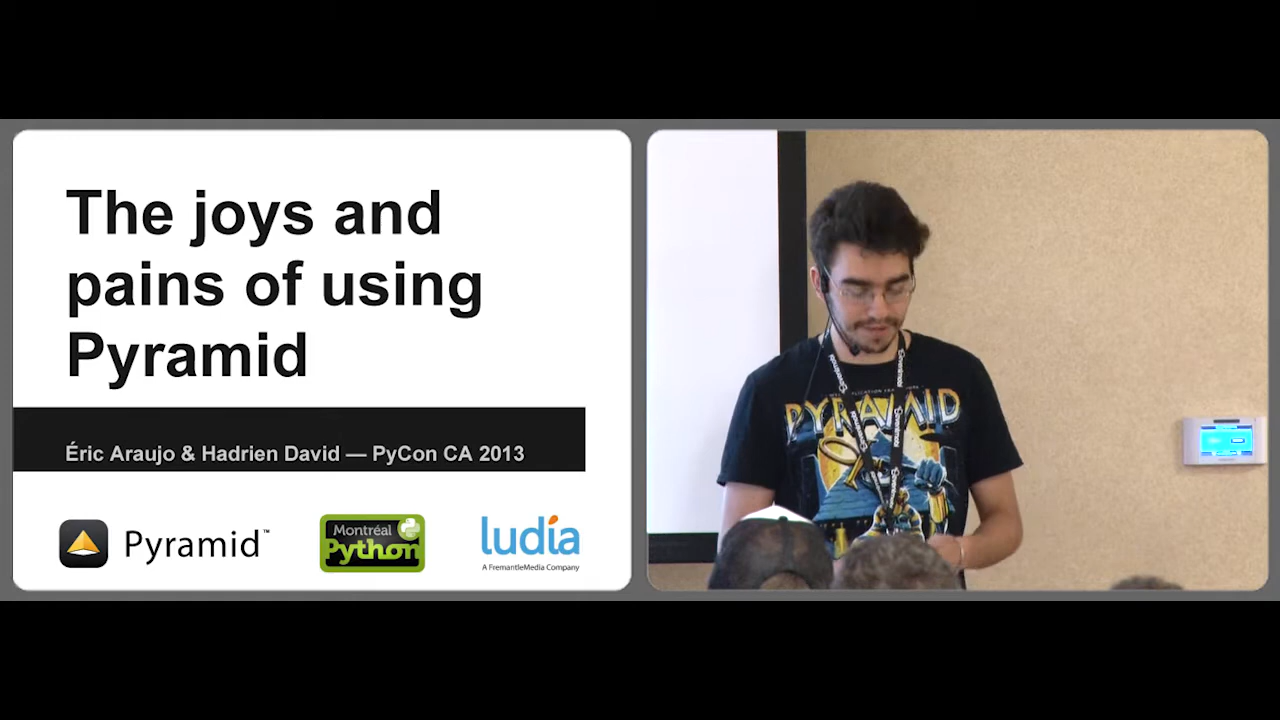 The joys and
pains of using
Pyramid
Éric Araujo & Hadrien David — PyCon CA 2013
Pyramid™
Montréal
Python
ludia
A FremantleMedia Company
PYRAMID